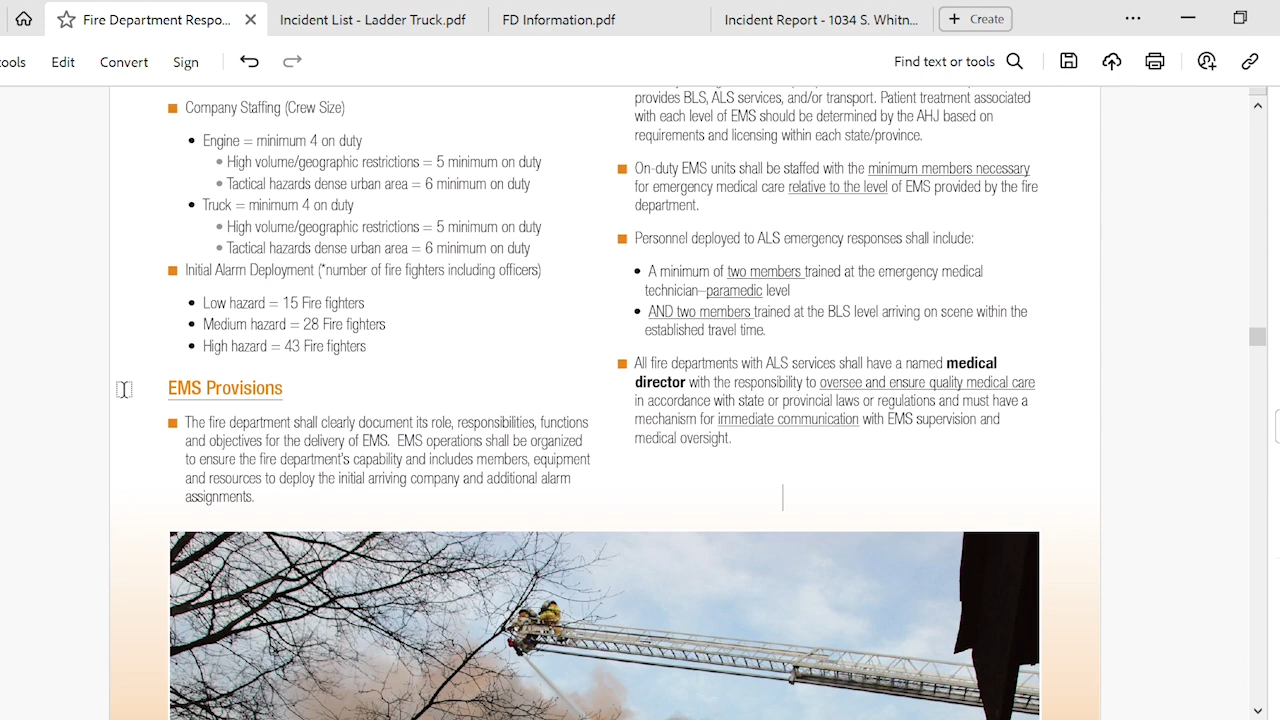 Fire Department Respo...
Incident List - Ladder Truck.pdf
FD Information.pdf
Incident Report - 1034 S. Whitn...
+ Create
ools
Edit
Convert
Sign
Find text or tools
■ Company Staffing (Crew Size)
• Engine = minimum 4 on duty
• High volume/geographic restrictions = 5 minimum on duty
• Tactical hazards dense urban area = 6 minimum on duty
• Truck = minimum 4 on duty
• High volume/geographic restrictions = 5 minimum on duty
• Tactical hazards dense urban area = 6 minimum on duty
■ Initial Alarm Deployment (*number of fire fighters including officers)
• Low hazard = 15 Fire fighters
• Medium hazard = 28 Fire fighters
• High hazard = 43 Fire fighters
EMS Provisions
■ The fire department shall clearly document its role, responsibilities, functions
and objectives for the delivery of EMS. EMS operations shall be organized
to ensure the fire department's capability and includes members, equipment
and resources to deploy the initial arriving company and additional alarm
assignments.
provides BLS, ALS services, and/or transport. Patient treatment associated
with each level of EMS should be determined by the AHJ based on
requirements and licensing within each state/province.
■ On-duty EMS units shall be staffed with the minimum members necessary
for emergency medical care relative to the level of EMS provided by the fire
department.
■ Personnel deployed to ALS emergency responses shall include:
• A minimum of two members trained at the emergency medical
technician–paramedic level
• AND two members trained at the BLS level arriving on scene within the
established travel time.
■ All fire departments with ALS services shall have a named medical
director with the responsibility to oversee and ensure quality medical care
in accordance with state or provincial laws or regulations and must have a
mechanism for immediate communication with EMS supervision and
medical oversight.